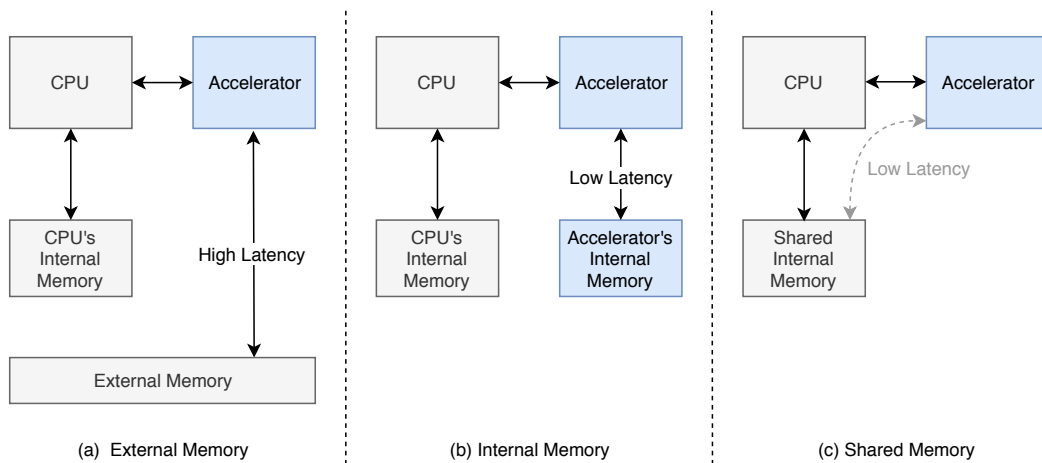 CPU
Accelerator
CPU's
Internal
Memory
High Latency
External Memory
(a) External Memory
CPU
Accelerator
Low Latency
CPU's
Internal
Memory
Accelerator's
Internal
Memory
(b) Internal Memory
CPU
Accelerator
Low Latency
Shared
Internal
Memory
(c) Shared Memory